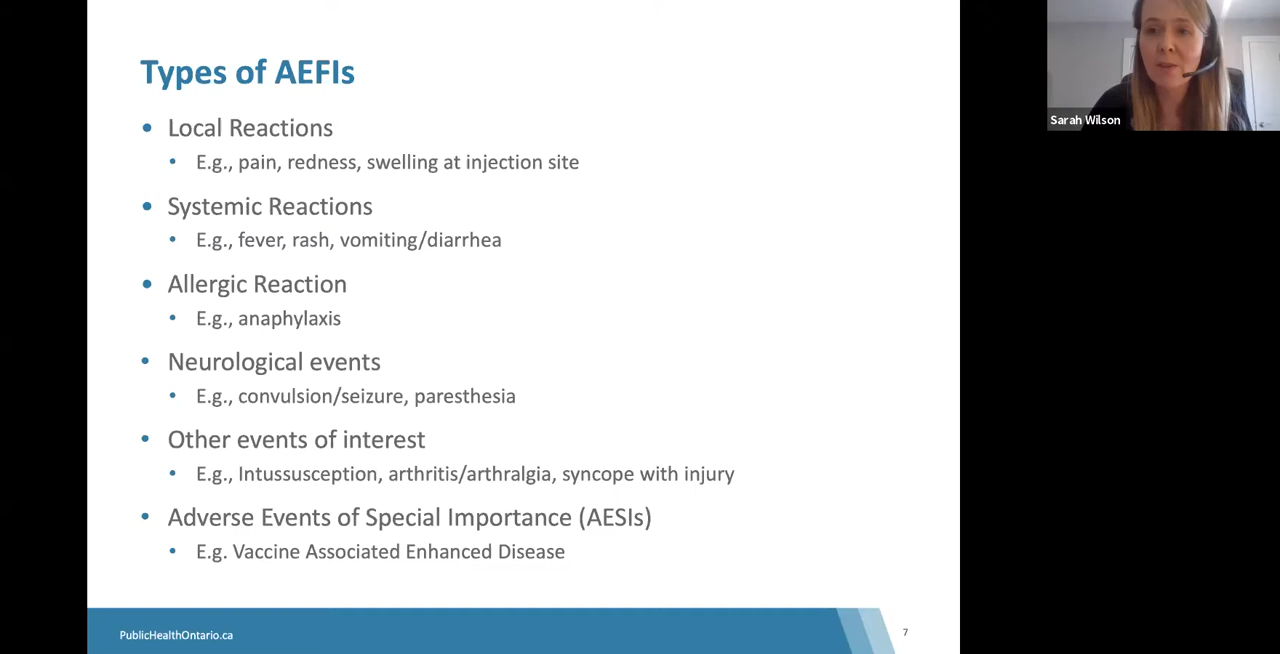 Types of AEFIs
• Local Reactions
• E.g., pain, redness, swelling at injection site
• Systemic Reactions
• E.g., fever, rash, vomiting/diarrhea
• Allergic Reaction
• E.g., anaphylaxis
• Neurological events
• E.g., convulsion/seizure, paresthesia
• Other events of interest
• E.g., Intussusception, arthritis/arthralgia, syncope with injury
• Adverse Events of Special Importance (AESIs)
• E.g. Vaccine Associated Enhanced Disease
PublicHealthOntario.ca
7
Sarah Wilson